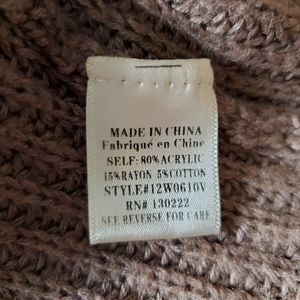 MADE IN CHINA
Fabriqué en Chine
SELF: 80% ACRYLIC
15% RAYON 5% COTTON
STYLE#12W0610V
RN# 130222
SEE REVERSE FOR CARE